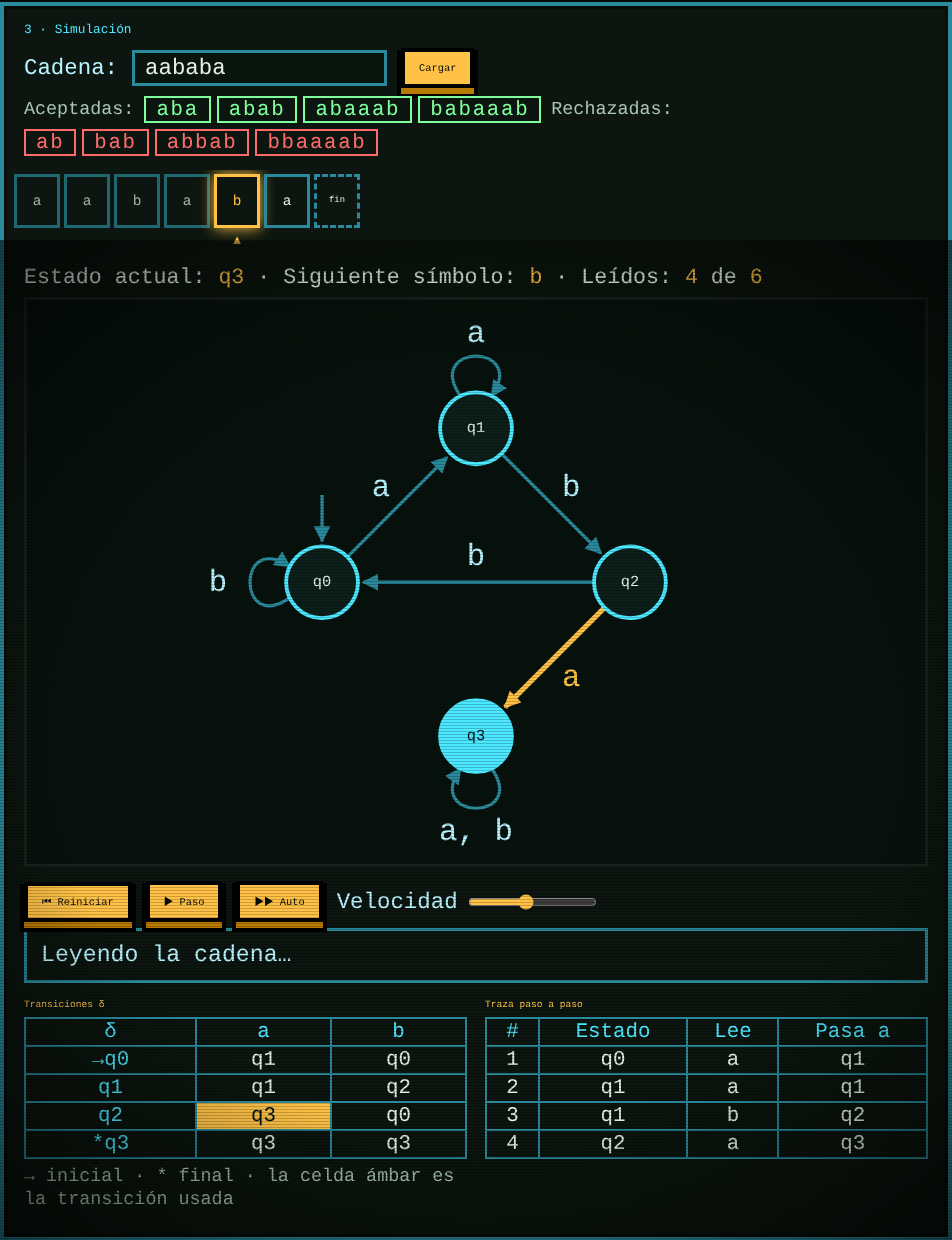 3 · Simulación
Cadena: aababa Cargar
Aceptadas: aba abab abaaab babaaab Rechazadas:
ab bab abbab bbaaaab
a a b a b a fin
Estado actual: q3 · Siguiente símbolo: b · Leídos: 4 de 6
a
q1
a b
b
b q0 q2
a
q3
a, b
⏮ Reiniciar ▶ Paso ▶▶ Auto Velocidad
Leyendo la cadena…
Transiciones δ
δ a b
→q0 q1 q0
q1 q1 q2
q2 q3 q0
*q3 q3 q3
→ inicial · * final · la celda ámbar es
la transición usada
Traza paso a paso
# Estado Lee Pasa a
1 q0 a q1
2 q1 a q1
3 q1 b q2
4 q2 a q3